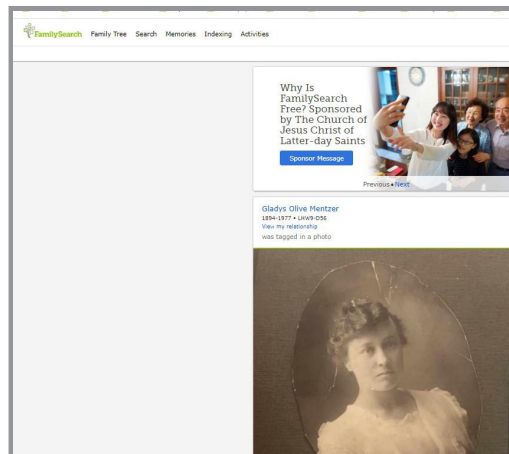 FamilySearch Family Tree Search Memories Indexing Activities
Why Is
FamilySearch
Free? Sponsored
by The Church of
Jesus Christ of
Latter-day Saints
Sponsor Message
Previous•Next
Gladys Olive Mentzer
1894-1977 • LHW9-D56
View my relationship
was tagged in a photo